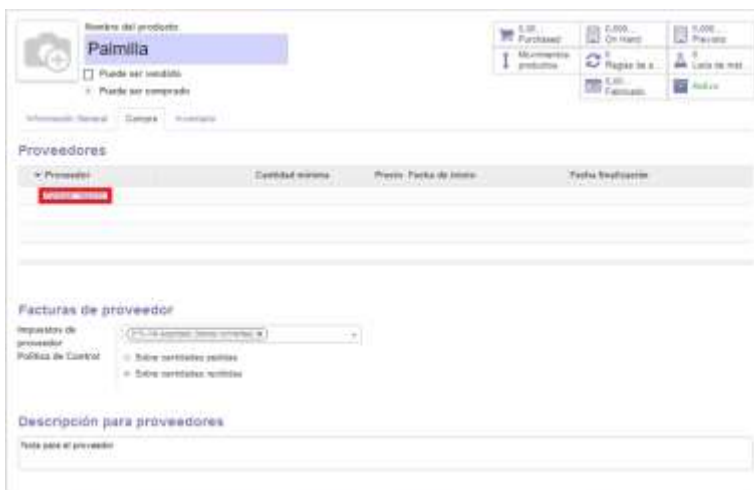 Nombre del producto
Palmilla
Puede ser vendido
Puede ser comprado
Purchased
On Hand
Previsto
Movimientos
productos
Reglas de a...
Lista de mat...
Fabricado
Activo
Información General Compra Inventario
Proveedores
Proveedor Cantidad mínima Precio Fecha de inicio Fecha finalización
Facturas de proveedor
Impuestos de
proveedor
Política de Control
Sobre cantidades pedidas
Sobre cantidades recibidas
Descripción para proveedores
Nota para el proveedor